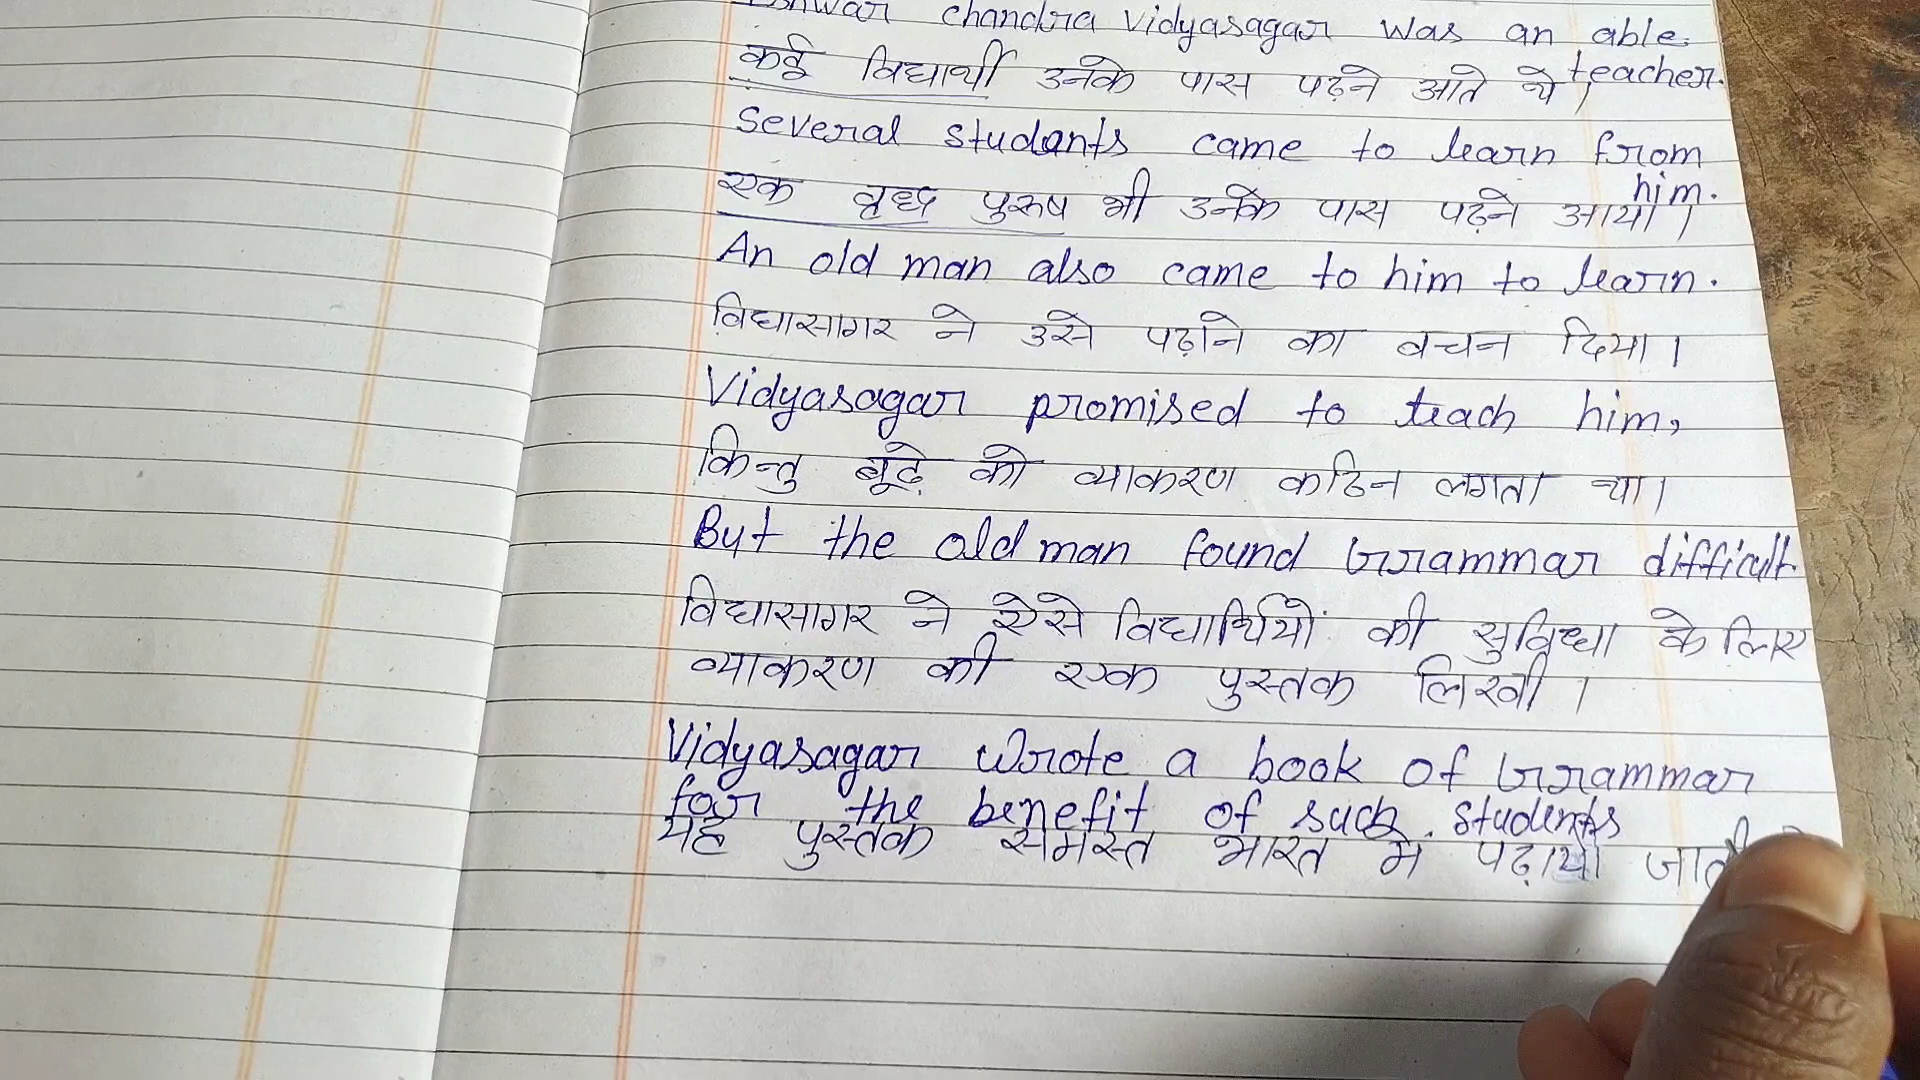 chandra Vidyasagar was an able
teacher.
कई विद्यार्थी उनके पास पढ़ने आते थे ।
Several students came to learn from
him.
एक वृध्द पुरुष भी उनके पास पढ़ने आया ।
An old man also came to him to learn.
विद्यासागर ने उसे पढ़ाने का वचन दिया ।
Vidyasagar promised to teach him,
किन्तु बूढ़े को व्याकरण कठिन लगता था ।
But the old man found Grammar difficult
विद्यासागर ने ऐसे विद्यार्थियों की सुविधा के लिए
व्याकरण की एक पुस्तक लिखी ।
Vidyasagar wrote a book of Grammar
for the benefit of such students
यह पुस्तक समस्त भारत मे पढ़ायी